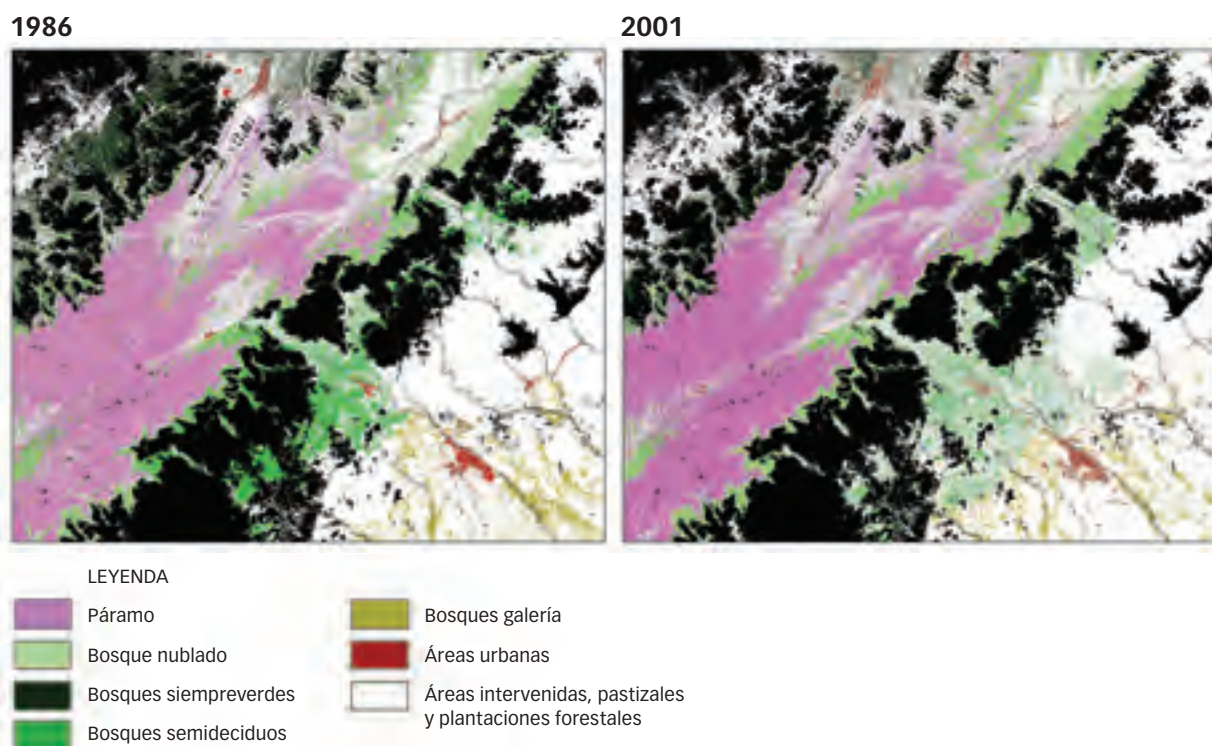 1986
2001
LEYENDA
Páramo
Bosque nublado
Bosques siempreverdes
Bosques semideciduos
Bosques galería
Áreas urbanas
Áreas intervenidas, pastizales
y plantaciones forestales